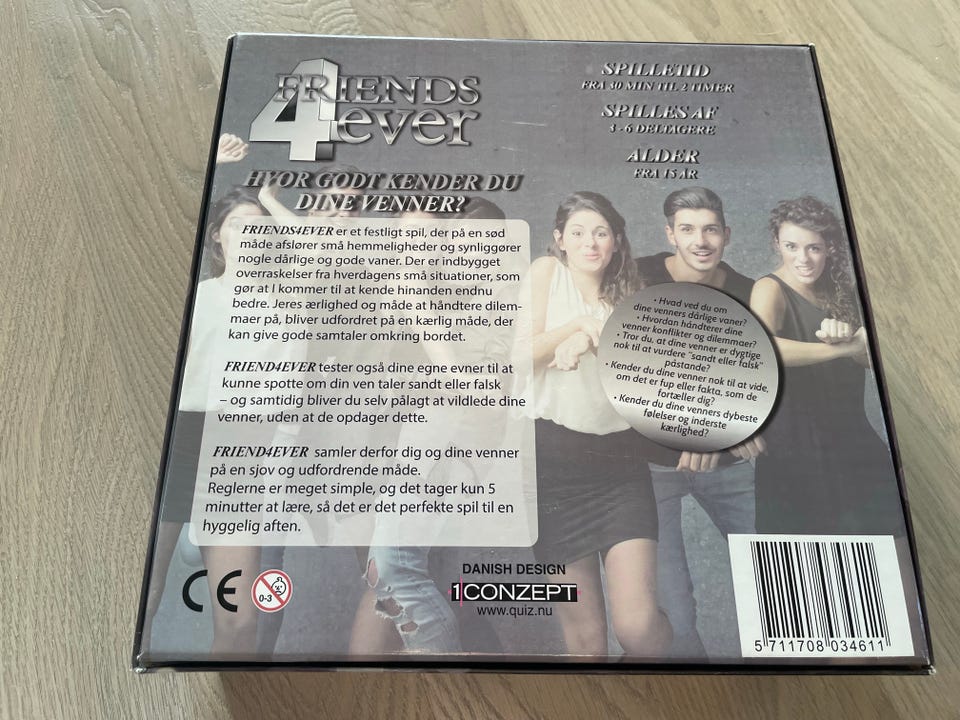 FRIENDS
4ever
HVOR GODT KENDER DU
DINE VENNER?
FRIENDS4EVER er et festligt spil, der på en sød
måde afslører små hemmeligheder og synliggører
nogle dårlige og gode vaner. Der er indbygget
overraskelser fra hverdagens små situationer, som
gør at I kommer til at kende hinanden endnu
bedre. Jeres ærlighed og måde at håndtere dilem-
maer på, bliver udfordret på en kærlig måde, der
kan give gode samtaler omkring bordet.
FRIEND4EVER tester også dine egne evner til at
kunne spotte om din ven taler sandt eller falsk
– og samtidig bliver du selv pålagt at vildlede dine
venner, uden at de opdager dette.
FRIEND4EVER samler derfor dig og dine venner
på en sjov og udfordrende måde.
Reglerne er meget simple, og det tager kun 5
minutter at lære, så det er det perfekte spil til en
hyggelig aften.
SPILLETID
FRA 30 MIN TIL 2 TIMER
SPILLES AF
3 - 6 DELTAGERE
ALDER
FRA 15 ÅR
• Hvad ved du om
dine venners dårlige vaner?
• Hvordan håndterer dine
venner konflikter og dilemmaer?
• Tror du, at dine venner er dygtige
nok til at vurdere "sandt eller falsk"
påstande?
• Kender du dine venner nok til at vide,
om det er fup eller fakta, som de
fortæller dig?
• Kender du dine venners dybeste
følelser og inderste
kærlighed?
CE
0-3
DANISH DESIGN
1CONZEPT
www.quiz.nu
5 711708 034611